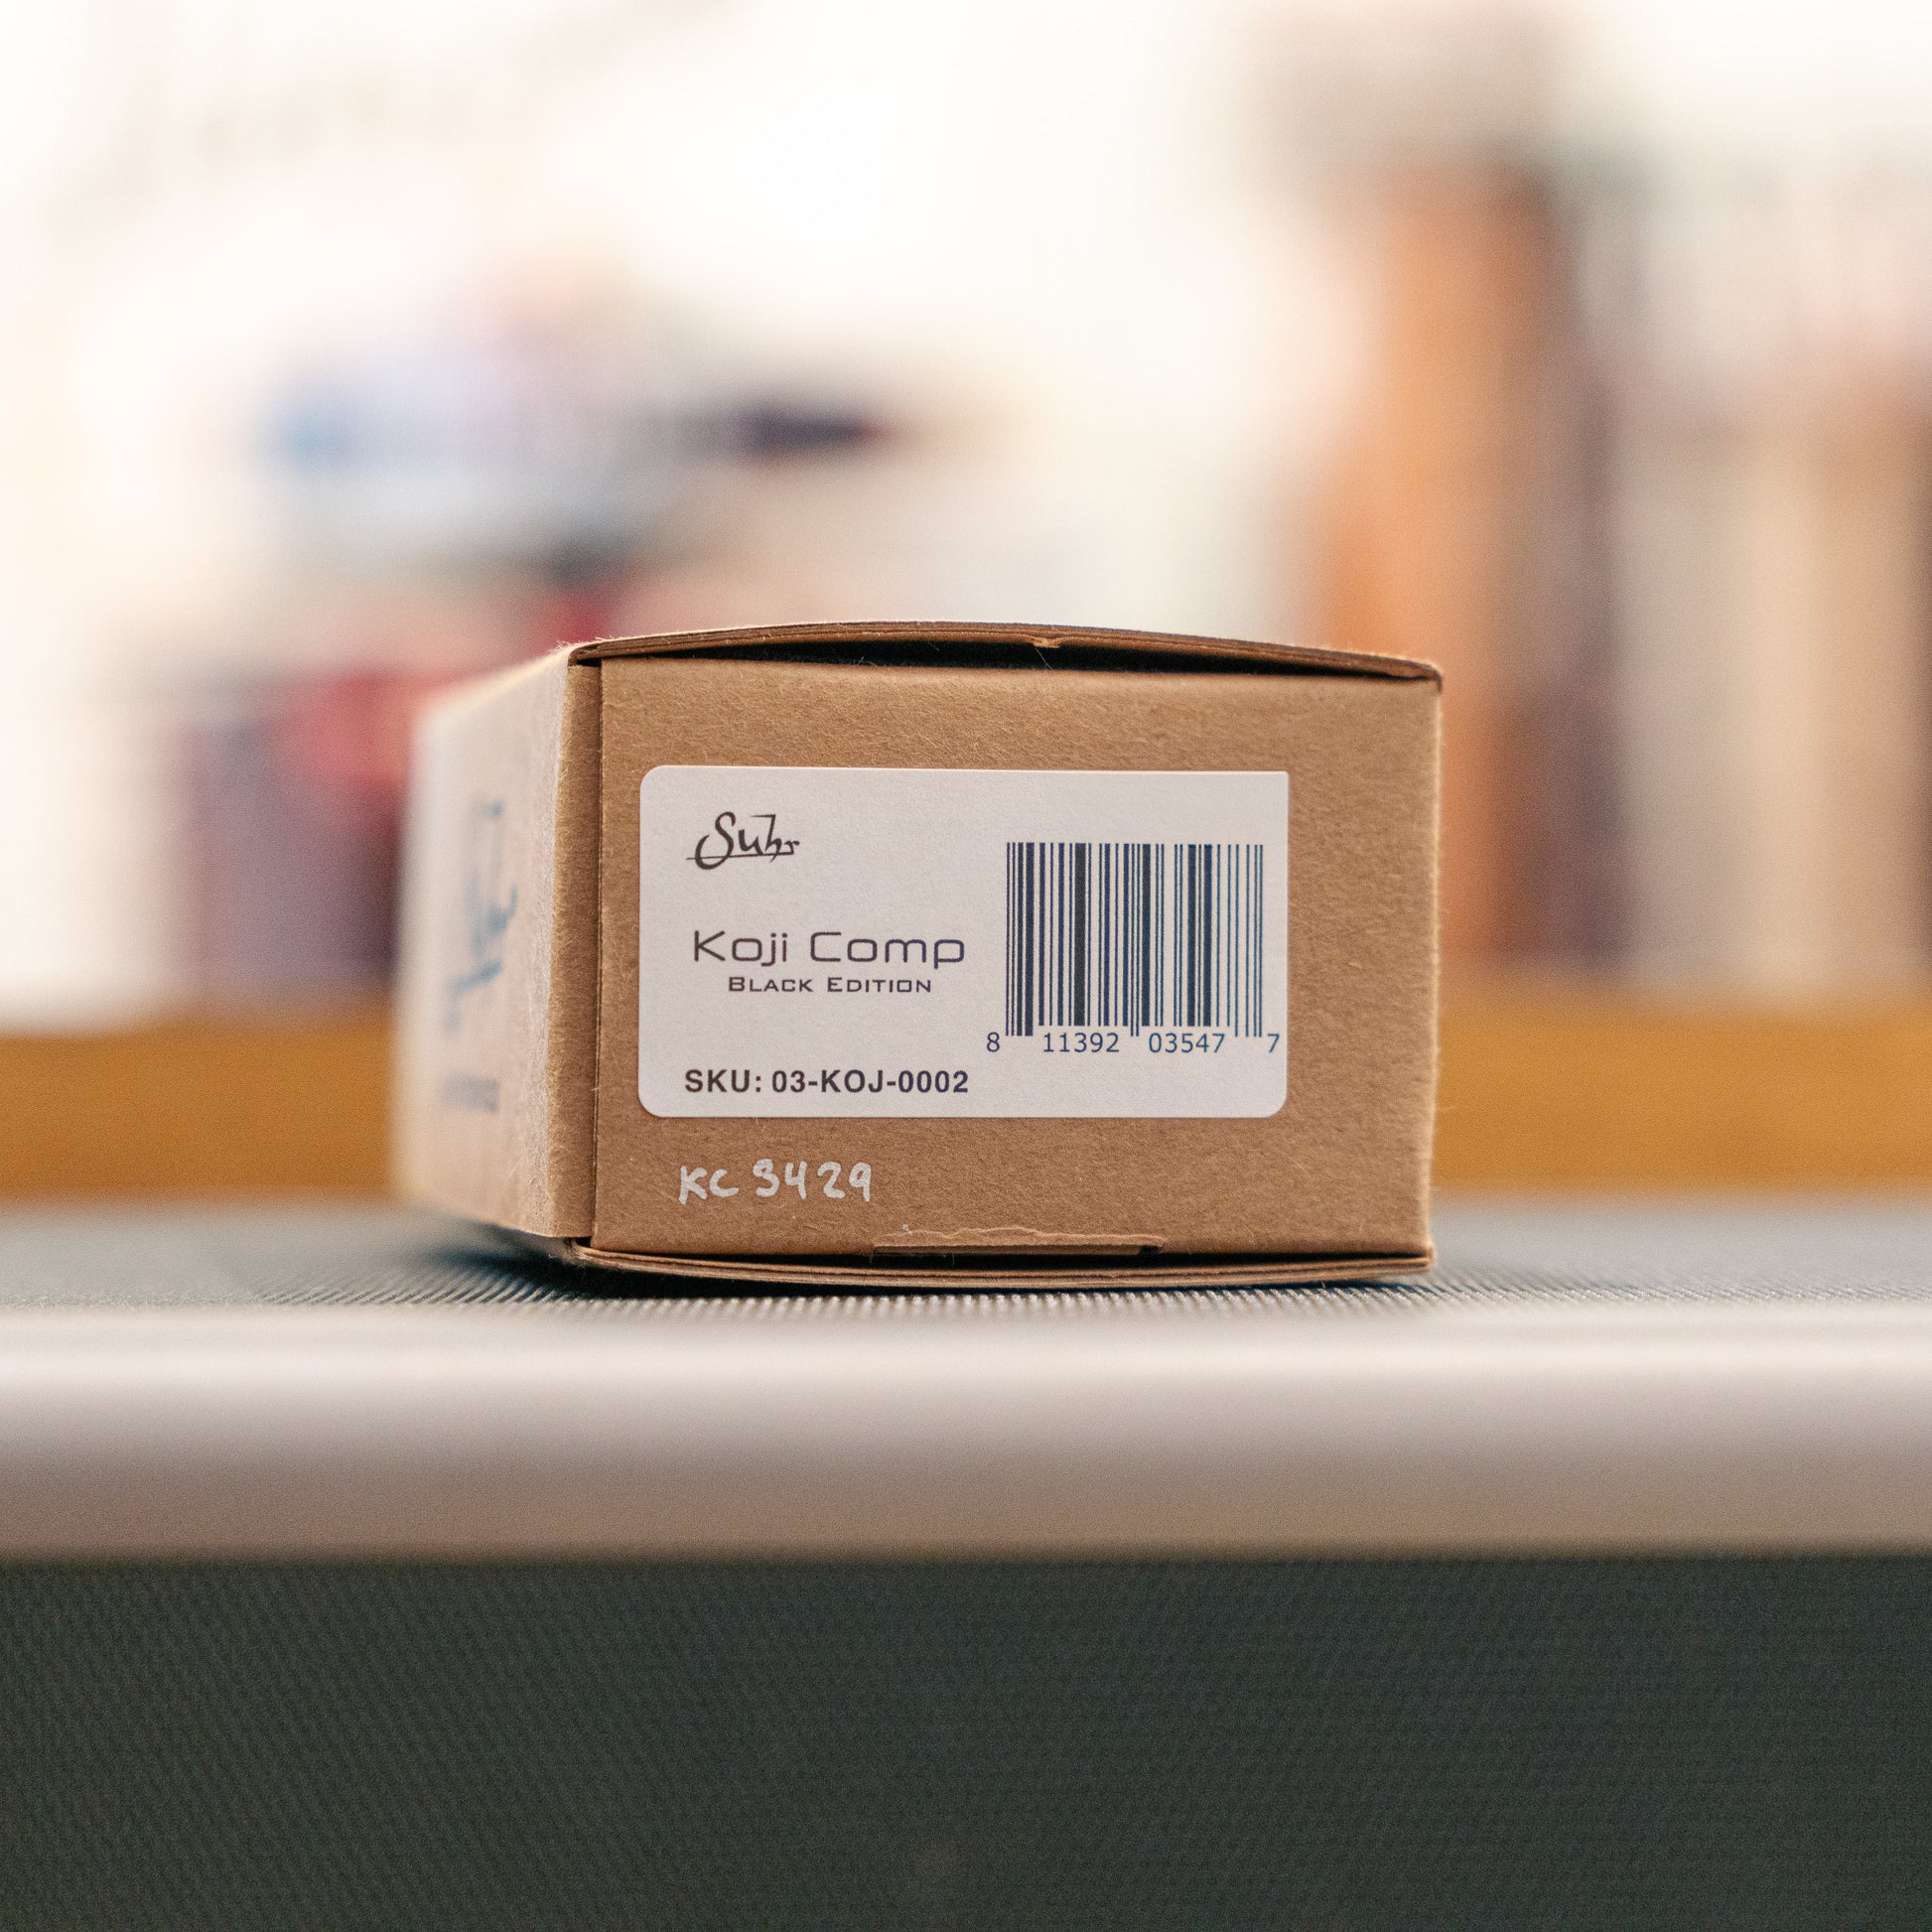 Suhr
Koji Comp
Black Edition
8 11392 03547 7
SKU: 03-KOJ-0002
KC 3429